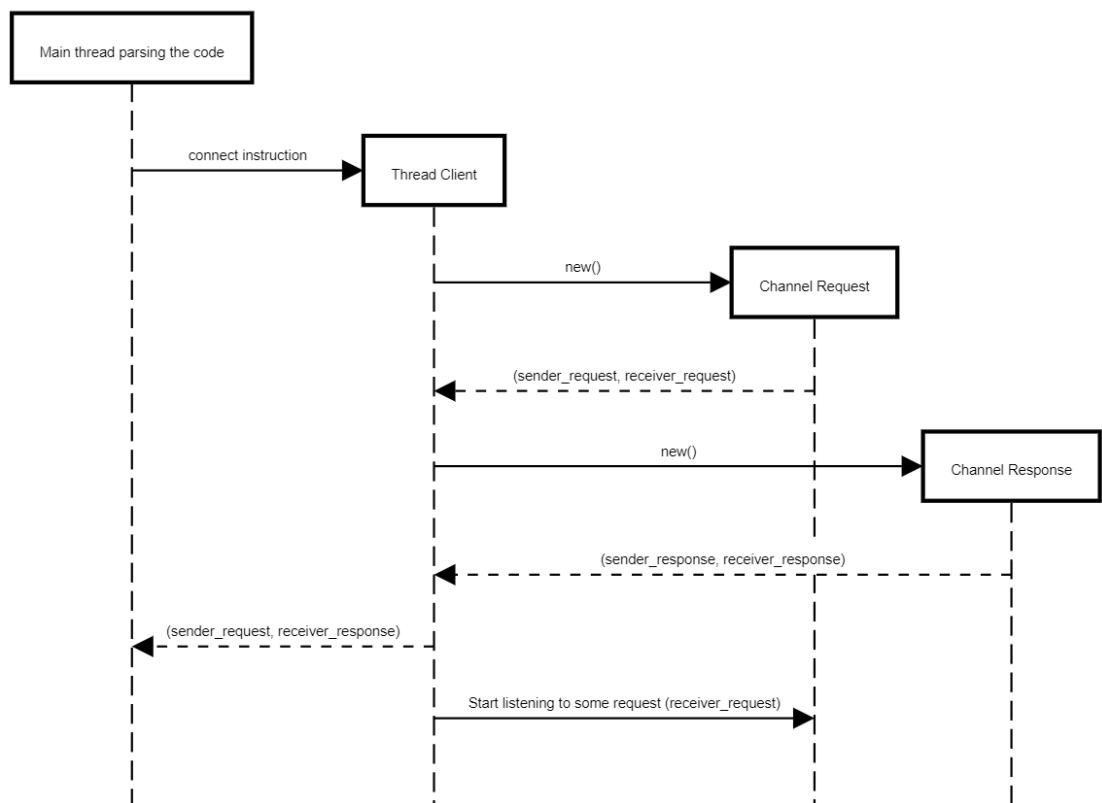 Main thread parsing the code
connect instruction
Thread Client
new()
Channel Request
(sender_request, receiver_request)
new()
Channel Response
(sender_response, receiver_response)
(sender_request, receiver_response)
Start listening to some request (receiver_request)